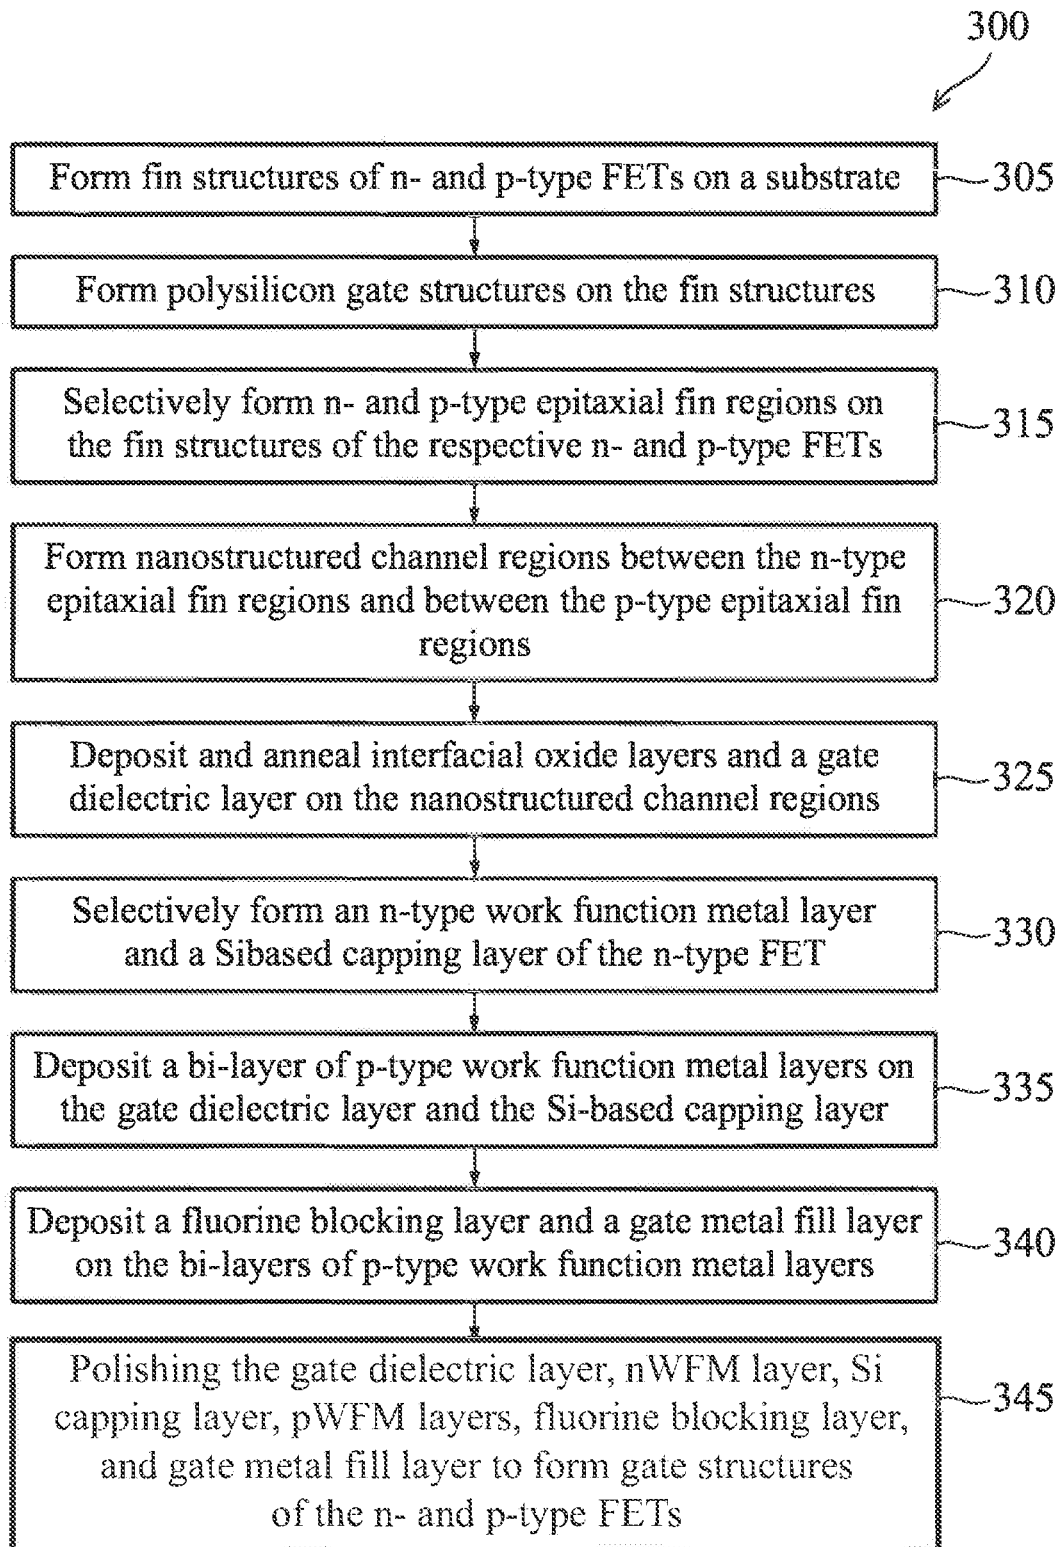 300
Form fin structures of n- and p-type FETs on a substrate
305
Form polysilicon gate structures on the fin structures
310
Selectively form n- and p-type epitaxial fin regions on
the fin structures of the respective n- and p-type FETs
315
Form nanostructured channel regions between the n-type
epitaxial fin regions and between the p-type epitaxial fin
regions
320
Deposit and anneal interfacial oxide layers and a gate
dielectric layer on the nanostructured channel regions
325
Selectively form an n-type work function metal layer
and a Sibased capping layer of the n-type FET
330
Deposit a bi-layer of p-type work function metal layers on
the gate dielectric layer and the Si-based capping layer
335
Deposit a fluorine blocking layer and a gate metal fill layer
on the bi-layers of p-type work function metal layers
340
Polishing the gate dielectric layer, nWFM layer, Si
capping layer, pWFM layers, fluorine blocking layer,
and gate metal fill layer to form gate structures
of the n- and p-type FETs
345